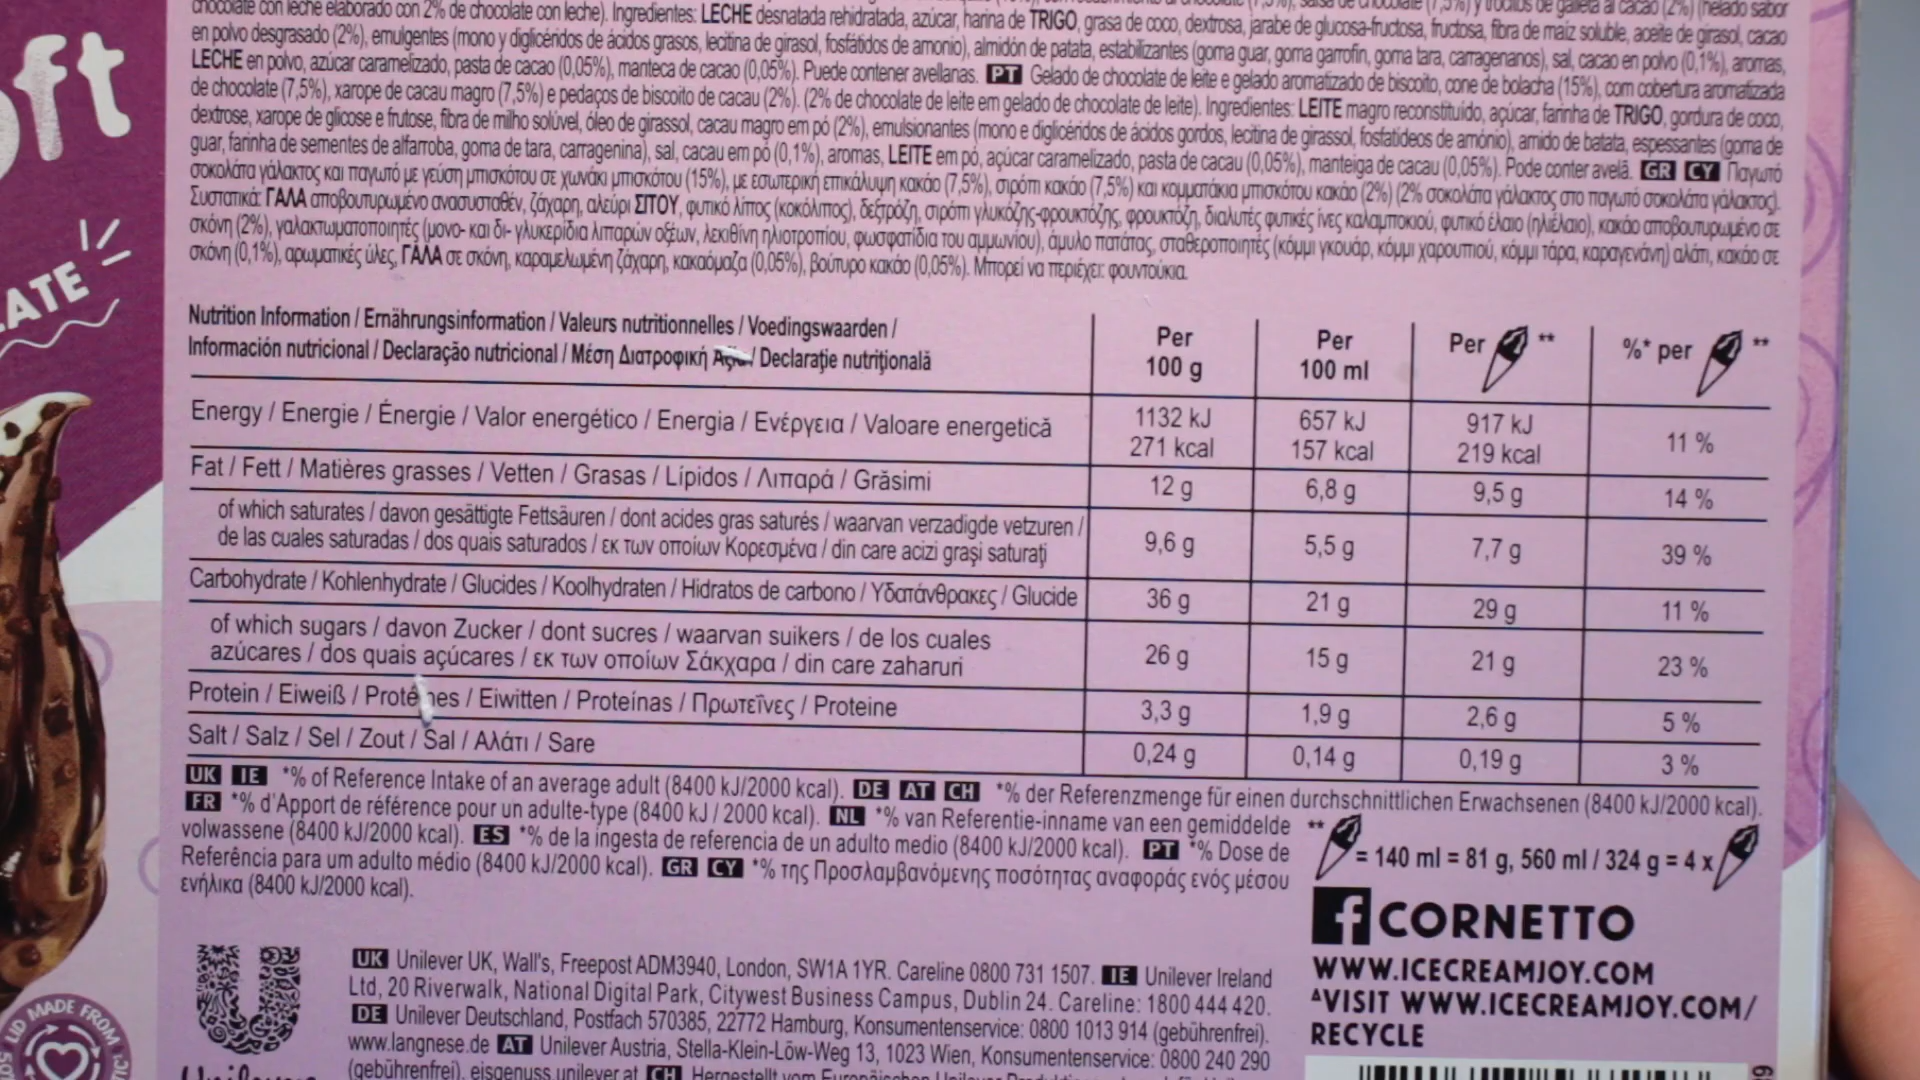 chocolate con leche elaborado con 2% de chocolate con leche). Ingredientes: LECHE desnatada rehidratada, azúcar, harina de TRIGO, grasa de coco, dextrosa, jarabe de glucosa-fructosa, fructosa, fibra de maíz soluble, aceite de girasol, cacao
en polvo desgrasado (2%), emulgentes (mono y diglicéridos de ácidos grasos, lecitina de girasol, fosfátidos de amonio), almidón de patata, estabilizantes (goma guar, goma garrofín, goma tara, carragenanos), sal, cacao en polvo (0,1%), aromas,
LECHE en polvo, azúcar caramelizado, pasta de cacao (0,05%), manteca de cacao (0,05%). Puede contener avellanas. PT Gelado de chocolate de leite e gelado aromatizado de biscoito, cone de bolacha (15%), com cobertura aromatizada
de chocolate (7,5%), xarope de cacau magro (7,5%) e pedaços de biscoito de cacau (2%). (2% de chocolate de leite em gelado de chocolate de leite). Ingredientes: LEITE magro reconstituído, açúcar, farinha de TRIGO, gordura de coco,
dextrose, xarope de glicose e frutose, fibra de milho solúvel, óleo de girassol, cacau magro em pó (2%), emulsionantes (mono e diglicéridos de ácidos gordos, lecitina de girassol, fosfatídeos de amónio), amido de batata, espessantes (goma de
guar, farinha de sementes de alfarroba, goma de tara, carragenina), sal, cacau em pó (0,1%), aromas, LEITE em pó, açúcar caramelizado, pasta de cacau (0,05%), manteiga de cacau (0,05%). Pode conter avelã. GR CY Παγωτό
σοκολάτα γάλακτος και παγωτό με γεύση μπισκότου σε χωνάκι μπισκότου (15%), με εσωτερική επικάλυψη κακάο (7,5%), σιρόπι κακάο (7,5%) και κομματάκια μπισκότου κακάο (2%) (2% σοκολάτα γάλακτος στο παγωτό σοκολάτα γάλακτος).
Συστατικά: ΓΑΛΑ αποβουτυρωμένο ανασυσταθέν, ζάχαρη, αλεύρι ΣΙΤΟΥ, φυτικό λίπος (κοκόλιπος), δεξτρόζη, σιρόπι γλυκόζης-φρουκτόζης, φρουκτόζη, διαλυτές φυτικές ίνες καλαμποκιού, φυτικό έλαιο (ηλιέλαιο), κακάο αποβουτυρωμένο σε
σκόνη (2%), γαλακτωματοποιητές (μονο- και δι- γλυκερίδια λιπαρών οξέων, λεκιθίνη ηλιοτροπίου, φωσφατίδια του αμμωνίου), άμυλο πατάτας, σταθεροποιητές (κόμμι γκουάρ, κόμμι χαρουπιού, κόμμι τάρα, καραγενάνη) αλάτι, κακάο σε
σκόνη (0,1%), αρωματικές ύλες, ΓΑΛΑ σε σκόνη, καραμελωμένη ζάχαρη, κακαόμαζα (0,05%), βούτυρο κακάο (0,05%). Μπορεί να περιέχει: φουντούκια.
oft
LATE
Nutrition Information / Ernährungsinformation / Valeurs nutritionnelles / Voedingswaarden /
Información nutricional / Declaração nutricional / Μέση Διατροφική Αξία / Declarație nutrițională
Per 100 g
Per 100 ml
Per **
%* per **
Energy / Energie / Énergie / Valor energético / Energia / Ενέργεια / Valoare energetică
1132 kJ 657 kJ 917 kJ
271 kcal 157 kcal 219 kcal 11 %
Fat / Fett / Matières grasses / Vetten / Grasas / Lípidos / Λιπαρά / Grăsimi 12 g 6,8 g 9,5 g 14 %
of which saturates / davon gesättigte Fettsäuren / dont acides gras saturés / waarvan verzadigde vetzuren /
de las cuales saturadas / dos quais saturados / εκ των οποίων Κορεσμένα / din care acizi grași saturați 9,6 g 5,5 g 7,7 g 39 %
Carbohydrate / Kohlenhydrate / Glucides / Koolhydraten / Hidratos de carbono / Υδατάνθρακες / Glucide 36 g 21 g 29 g 11 %
of which sugars / davon Zucker / dont sucres / waarvan suikers / de los cuales
azúcares / dos quais açúcares / εκ των οποίων Σάκχαρα / din care zaharuri 26 g 15 g 21 g 23 %
Protein / Eiweiß / Protéines / Eiwitten / Proteínas / Πρωτεΐνες / Proteine 3,3 g 1,9 g 2,6 g 5 %
Salt / Salz / Sel / Zout / Sal / Αλάτι / Sare 0,24 g 0,14 g 0,19 g 3 %
UK IE *% of Reference Intake of an average adult (8400 kJ/2000 kcal). DE AT CH *% der Referenzmenge für einen durchschnittlichen Erwachsenen (8400 kJ/2000 kcal).
FR *% d'Apport de référence pour un adulte-type (8400 kJ / 2000 kcal). NL *% van Referentie-inname van een gemiddelde
volwassene (8400 kJ/2000 kcal). ES *% de la ingesta de referencia de un adulto medio (8400 kJ/2000 kcal). PT *% Dose de
Referência para um adulto médio (8400 kJ/2000 kcal). GR CY *% της Προσλαμβανόμενης ποσότητας αναφοράς ενός μέσου
ενήλικα (8400 kJ/2000 kcal).
** = 140 ml = 81 g, 560 ml / 324 g = 4 x
CORNETTO
WWW.ICECREAMJOY.COM
ΔVISIT WWW.ICECREAMJOY.COM/
RECYCLE
UK Unilever UK, Wall's, Freepost ADM3940, London, SW1A 1YR. Careline 0800 731 1507. IE Unilever Ireland
Ltd, 20 Riverwalk, National Digital Park, Citywest Business Campus, Dublin 24. Careline: 1800 444 420.
DE Unilever Deutschland, Postfach 570385, 22772 Hamburg, Konsumentenservice: 0800 1013 914 (gebührenfrei).
www.langnese.de AT Unilever Austria, Stella-Klein-Löw-Weg 13, 1023 Wien, Konsumentenservice: 0800 240 290
(gebührenfrei), eisgenuss.unilever.at CH Hergestellt vom Europäischen Unilever
Unilever
MADE FROM